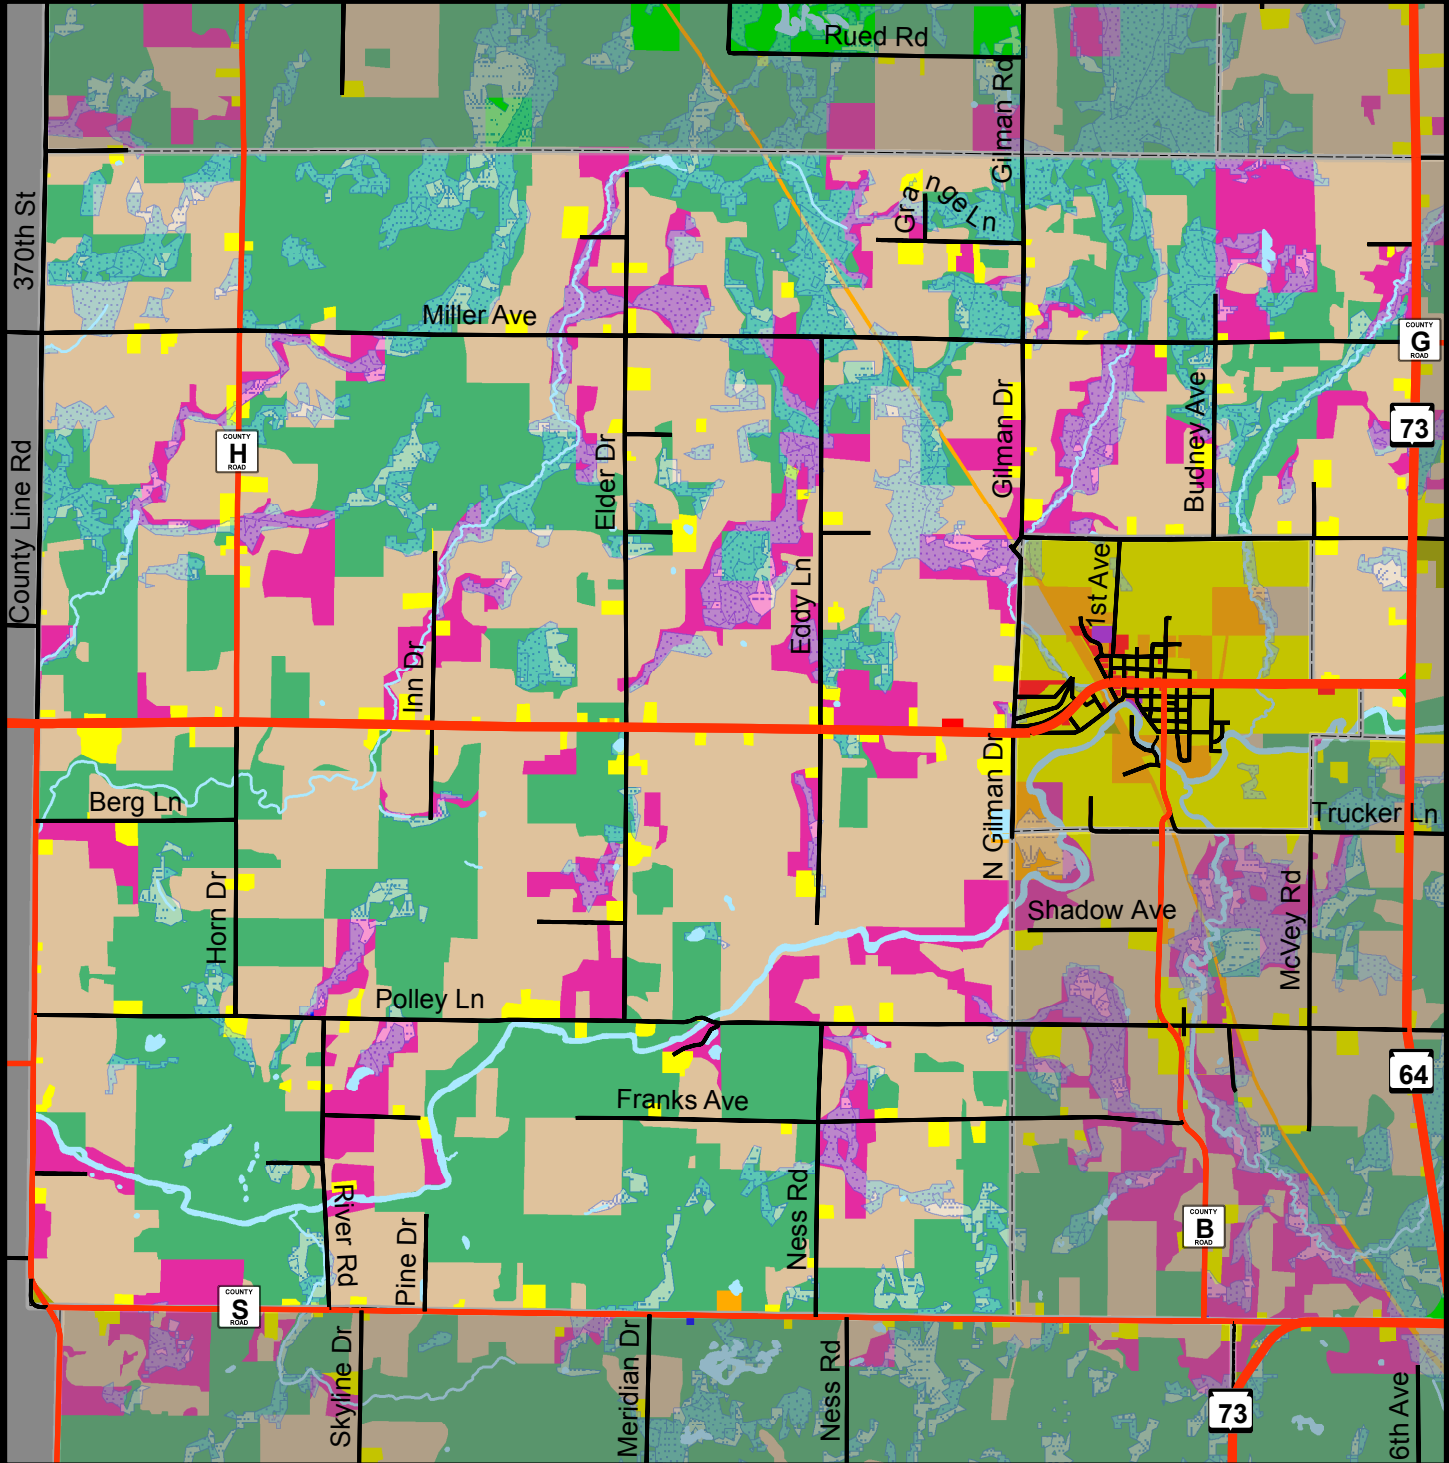 Rued Rd
Gilman Rd
Grange Ln
370th St
Miller Ave
COUNTY
G
ROAD
73
Gilman Dr
Budney Ave
COUNTY
H
ROAD
Elder Dr
County Line Rd
1st Ave
Eddy Ln
Inn Dr
N Gilman Dr
Berg Ln
Trucker Ln
Horn Dr
Shadow Ave
McVey Rd
Polley Ln
64
Franks Ave
River Rd
Pine Dr
Ness Rd
COUNTY
B
ROAD
COUNTY
S
ROAD
Skyline Dr
Meridian Dr
Ness Rd
73
6th Ave